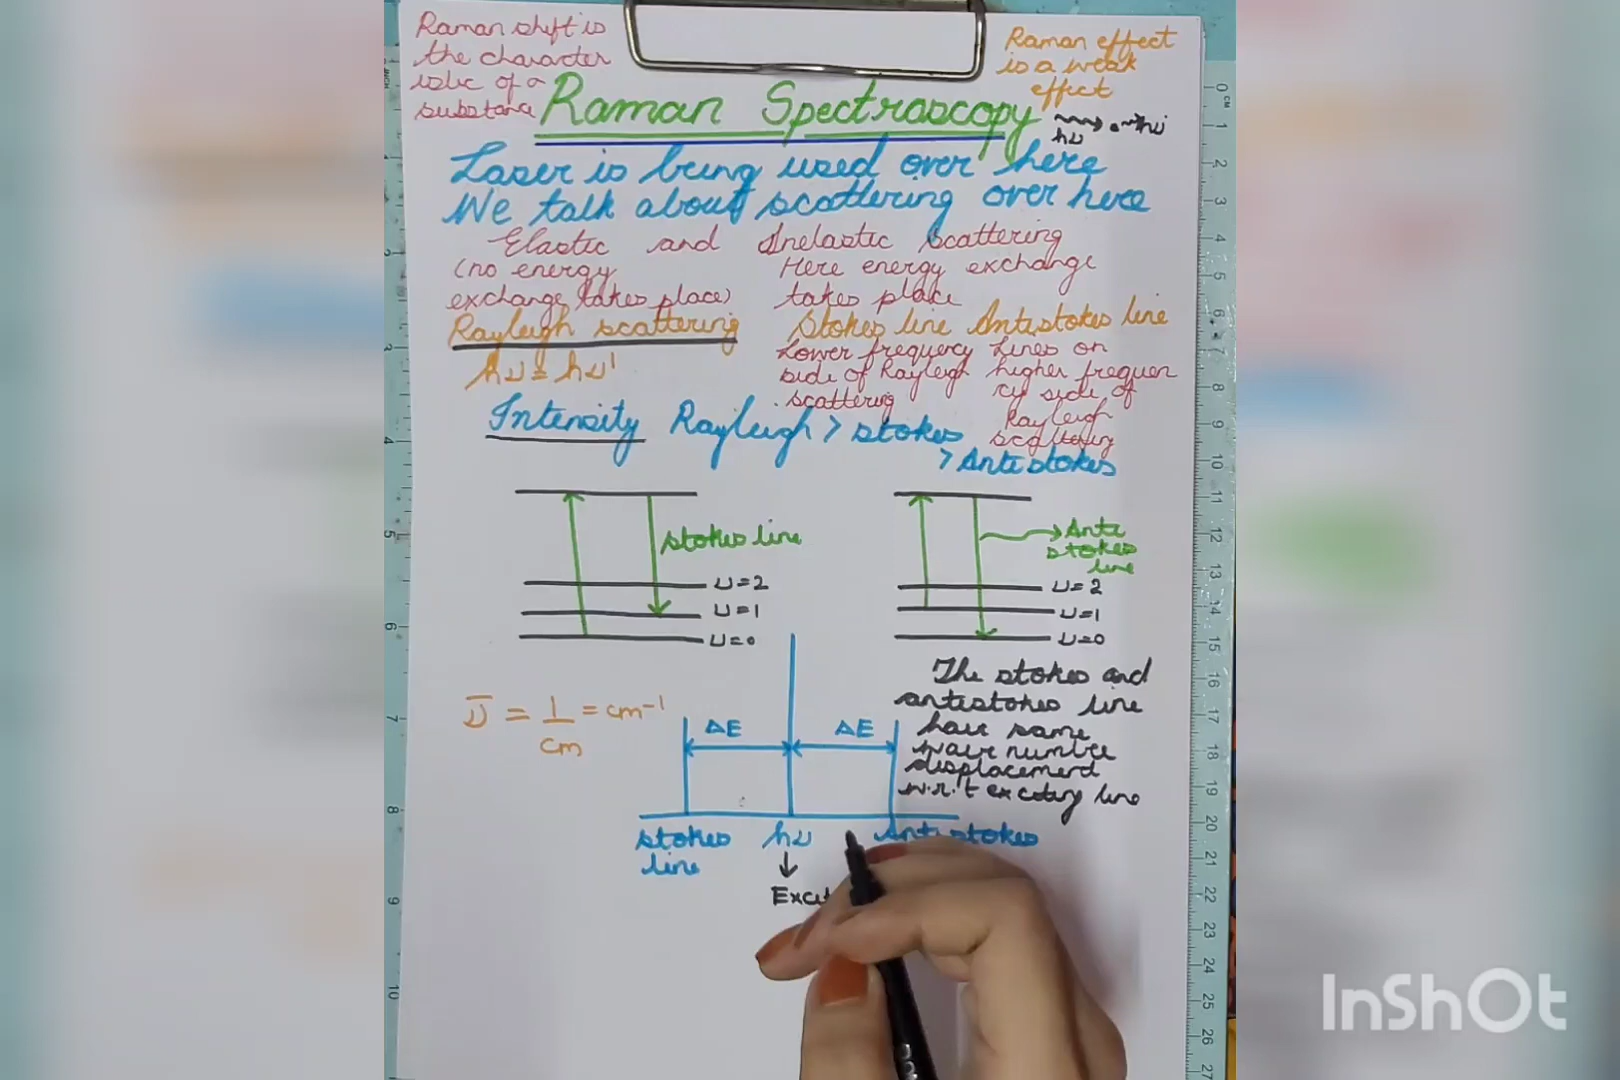 Raman shift is
the character
istic of a
substance
Raman effect
is a weak
effect
Raman Spectroscopy
hν hν
Laser is being used over here
We talk about scattering over here
Elastic and Inelastic scattering
(no energy
exchange takes place)
Here energy exchange
takes place
Rayleigh scattering
hν = hν'
Stokes line Antistokes line
Lower frequency
side of Rayleigh
scattering
Lines on
higher frequen
cy side of
Rayleigh
scattering
Intensity Rayleigh > stokes
> Antistokes
stokes line
ν=2
ν=1
ν=0
Anti
stokes
line
ν=2
ν=1
ν=0
ν̅ = 1/cm = cm⁻¹
ΔE ΔE
stokes
line
hν
Anti stokes
Excit
The stokes and
antistokes line
have same
wave number
displacement
w.r.t exciting line
InShOt